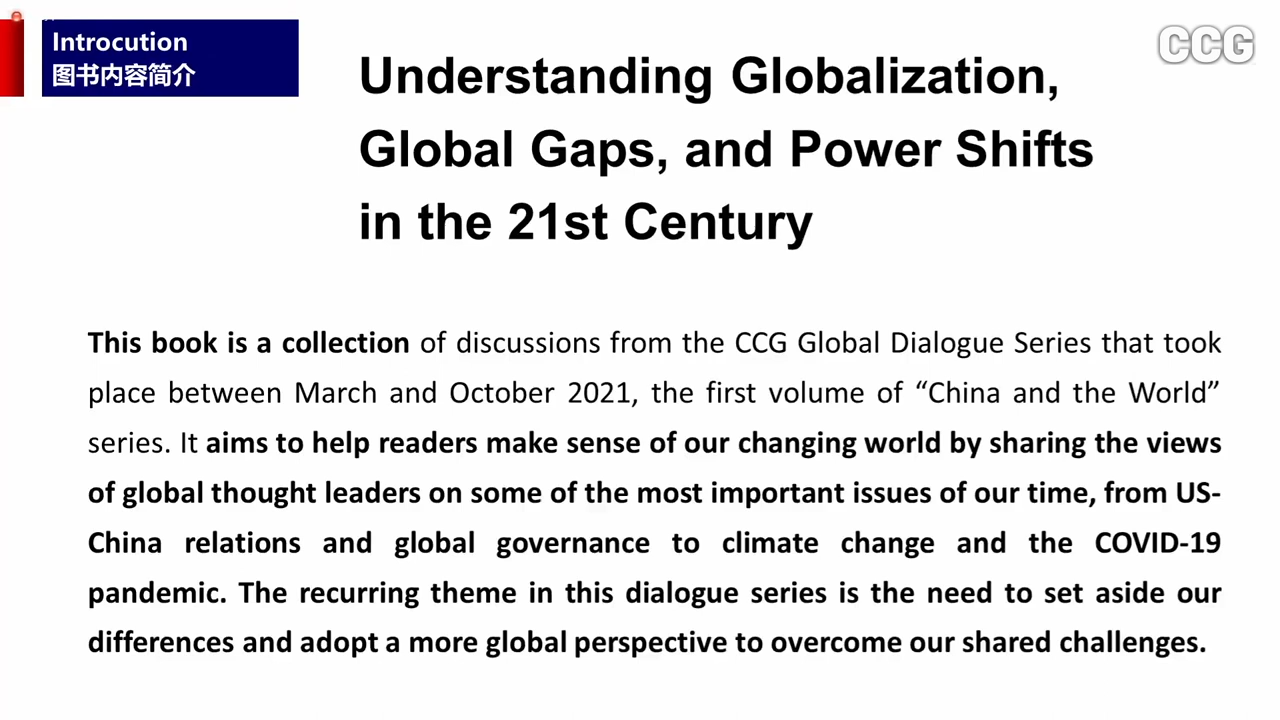 Introcution
图书内容简介
CCG
Understanding Globalization,
Global Gaps, and Power Shifts
in the 21st Century
This book is a collection of discussions from the CCG Global Dialogue Series that took
place between March and October 2021, the first volume of “China and the World”
series. It aims to help readers make sense of our changing world by sharing the views
of global thought leaders on some of the most important issues of our time, from US-
China relations and global governance to climate change and the COVID-19
pandemic. The recurring theme in this dialogue series is the need to set aside our
differences and adopt a more global perspective to overcome our shared challenges.